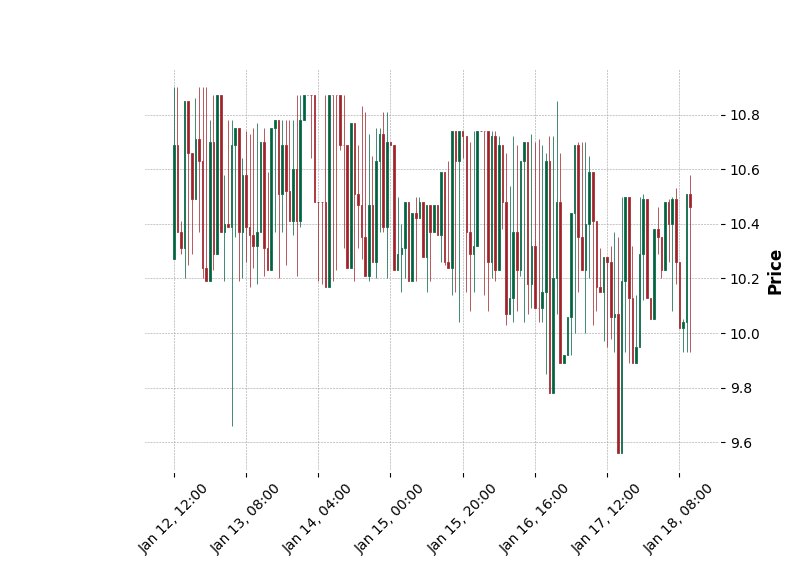 10.8
10.6
10.4
10.2
10.0
9.8
9.6
Price
Jan 12, 12:00
Jan 13, 08:00
Jan 14, 04:00
Jan 15, 00:00
Jan 15, 20:00
Jan 16, 16:00
Jan 17, 12:00
Jan 18, 08:00